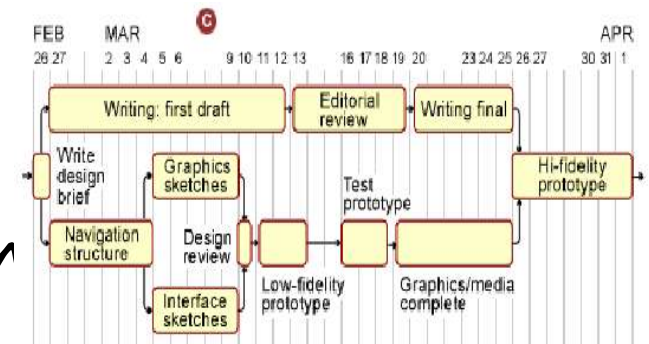 C
FEB MAR APR
26 27 2 3 4 5 6 9 10 11 12 13 16 17 18 19 20 23 24 25 26 27 30 31 1
Writing: first draft
Editorial
review
Writing final
Write
design
brief
Graphics
sketches
Hi-fidelity
prototype
Test
prototype
Navigation
structure
Design
review
Low-fidelity
prototype
Graphics/media
complete
Interface
sketches